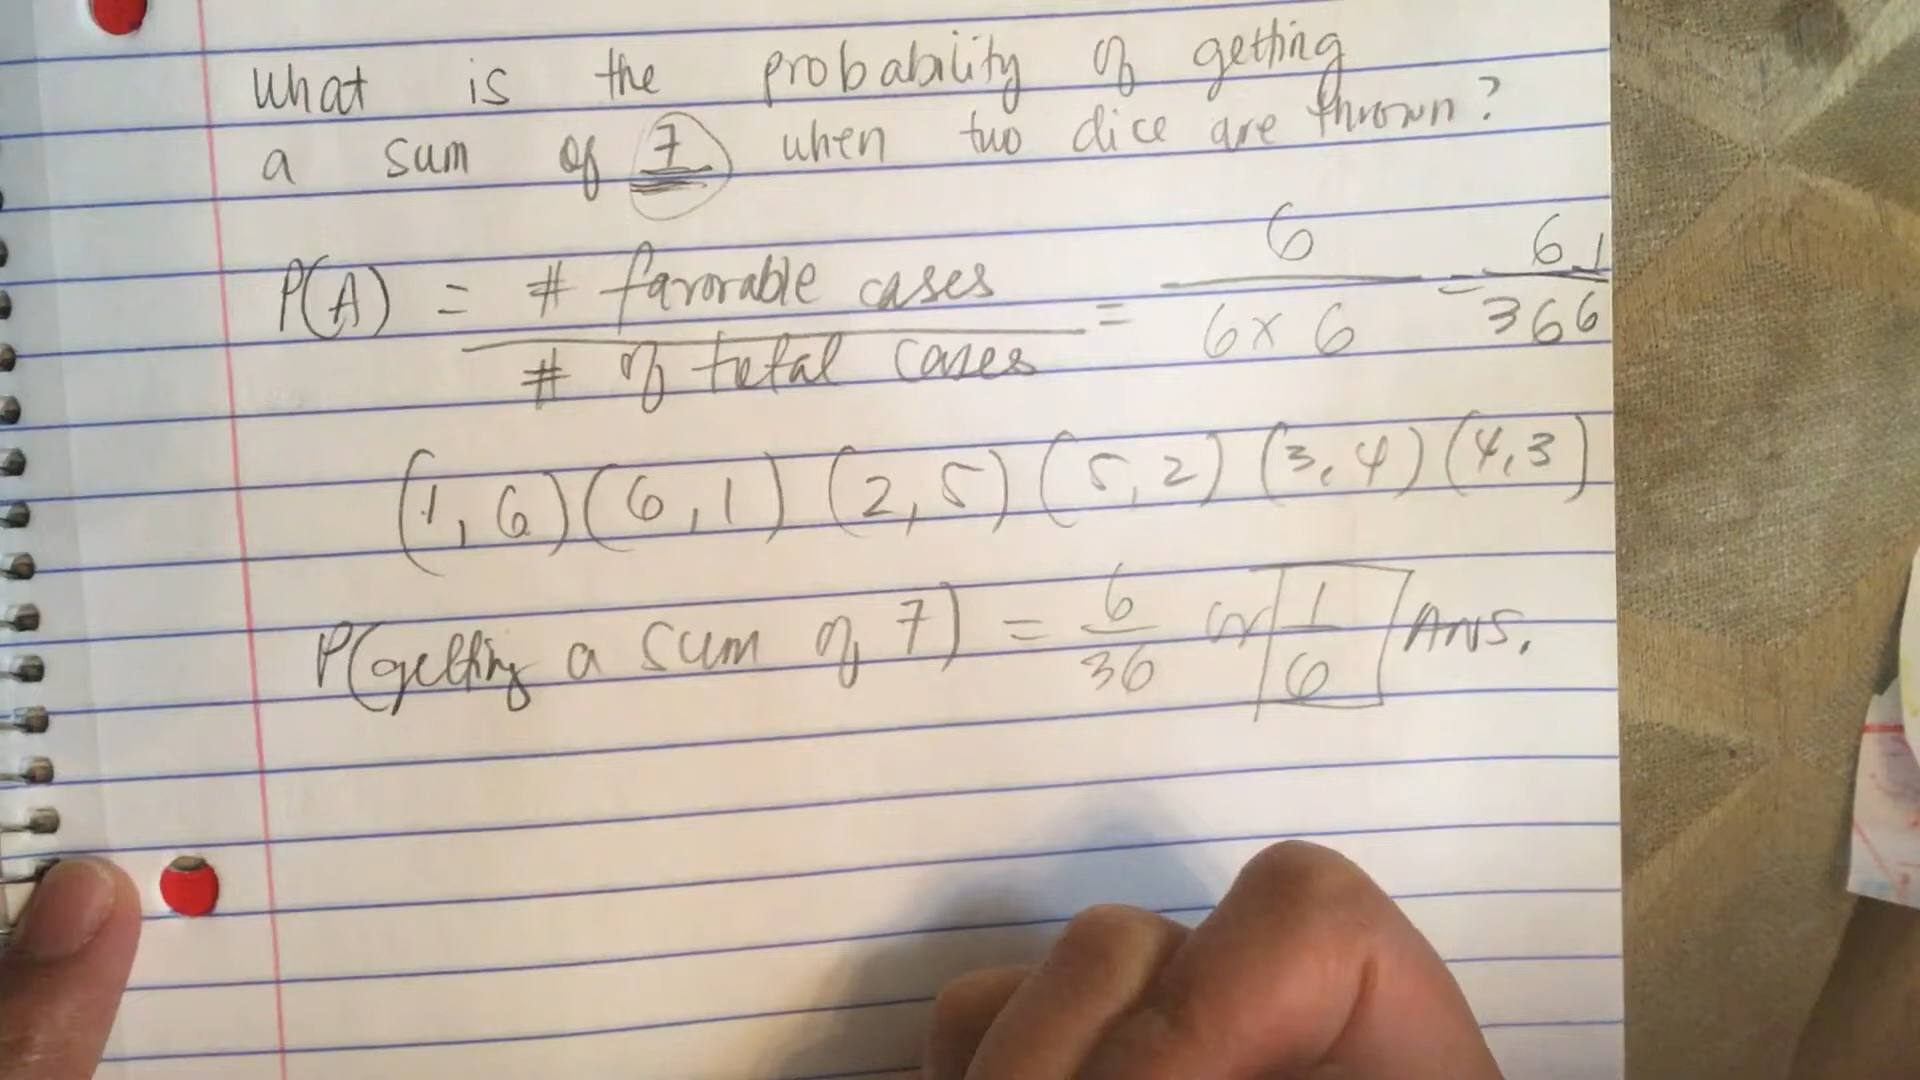 What is the probability of getting
a sum of 7 when two dice are thrown?
P(A) = # favorable cases / # of total cases = 6 / 6 x 6 = 6 / 36 1 / 6
(1, 6) (6, 1) (2, 5) (5, 2) (3, 4) (4, 3)
P(getting a sum of 7) = 6 / 36 or 1 / 6 Ans.